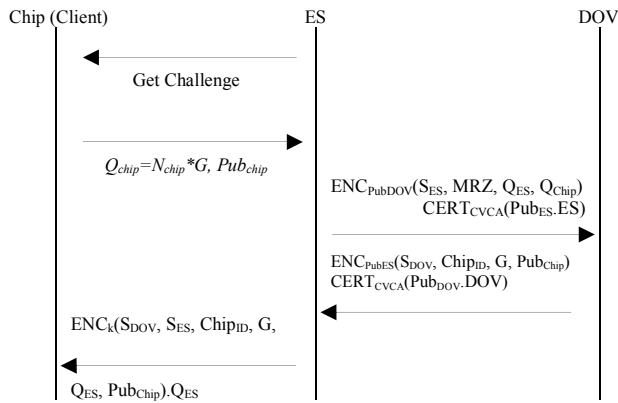 Chip (Client) ES DOV
Get Challenge
Q_chip=N_chip*G, Pub_chip
ENC_PubDOV(S_ES, MRZ, Q_ES, Q_Chip)
CERT_CVCA(Pub_ES.ES)
ENC_PubES(S_DOV, Chip_ID, G, Pub_Chip)
CERT_CVCA(Pub_DOV.DOV)
ENC_k(S_DOV, S_ES, Chip_ID, G,
Q_ES, Pub_Chip).Q_ES